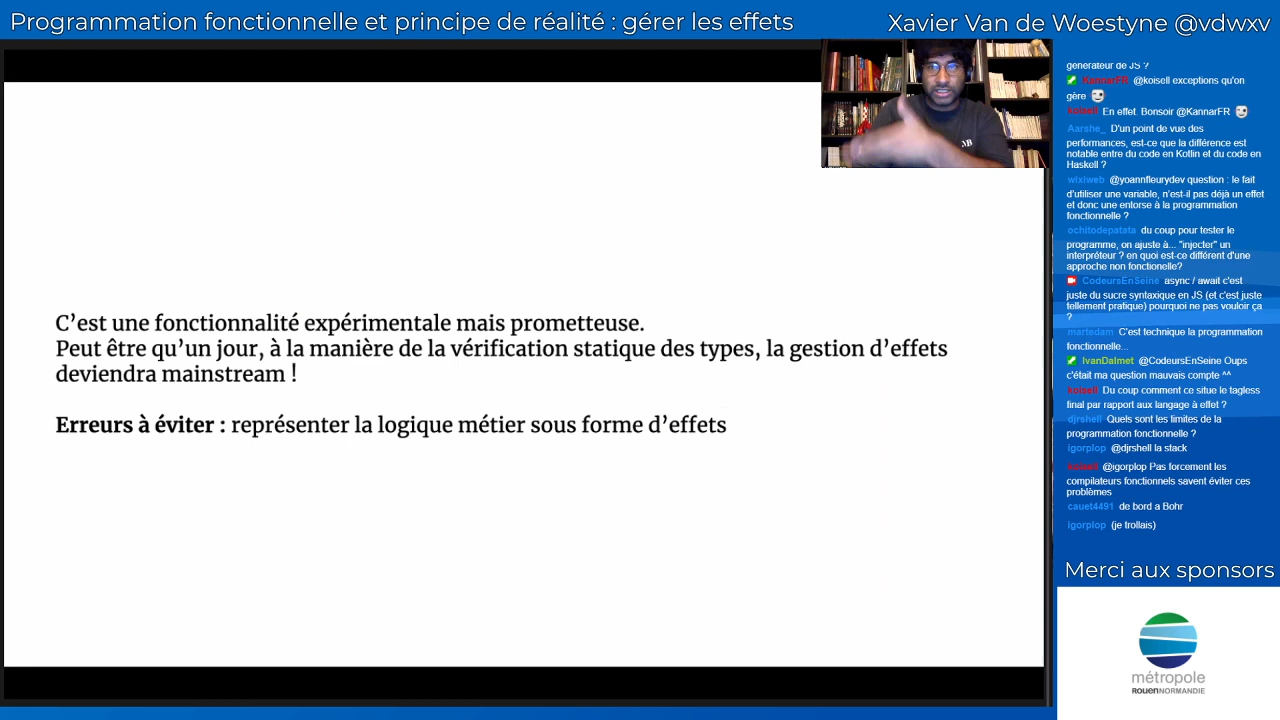 Programmation fonctionnelle et principe de réalité : gérer les effets
Xavier Van de Woestyne @vdwxv
C'est une fonctionnalité expérimentale mais prometteuse.
Peut être qu'un jour, à la manière de la vérification statique des types, la gestion d'effets
deviendra mainstream !
Erreurs à éviter : représenter la logique métier sous forme d'effets
générateur de JS ?
KannarFR @koisell exceptions qu'on
gère
koisell En effet. Bonsoir @KannarFR
Aarshe_ D'un point de vue des
performances, est-ce que la différence est
notable entre du code en Kotlin et du code en
Haskell ?
wixiweb @yoannfleurydev question : le fait
d'utiliser une variable, n'est-il pas déjà un effet
et donc une entorse à la programmation
fonctionnelle ?
ochitodepatata du coup pour tester le
programme, on ajuste à... "injecter" un
interpréteur ? en quoi est-ce différent d'une
approche non fonctionelle?
CodeursEnSeine async / await c'est
juste du sucre syntaxique en JS (et c'est juste
tellement pratique) pourquoi ne pas vouloir ça
?
martedam C'est technique la programmation
fonctionnelle...
IvanDalmet @CodeursEnSeine Oups
c'était ma question mauvais compte ^^
koisell Du coup comment ce situe le tagless
final par rapport aux langage à effet ?
djrshell Quels sont les limites de la
programmation fonctionnelle ?
igorplop @djrshell la stack
koisell @igorplop Pas forcement les
compilateurs fonctionnels savent éviter ces
problèmes
cauet4491 de bord a Bohr
igorplop (je trollais)
Merci aux sponsors
métropole
ROUENNORMANDIE